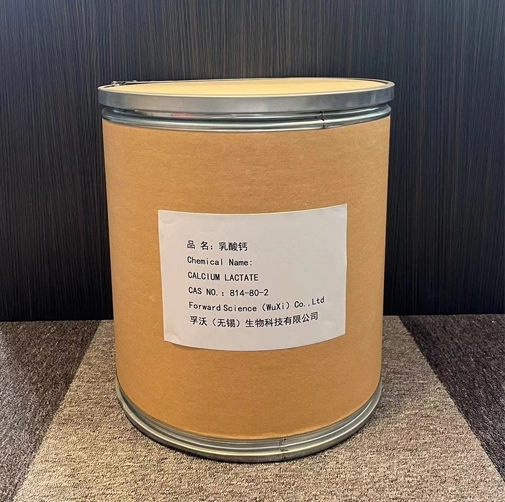 品 名：乳酸钙
Chemical Name:
CALCIUM LACTATE
CAS NO.：814-80-2
Forward Science (WuXi) Co.,Ltd
孚沃（无锡）生物科技有限公司